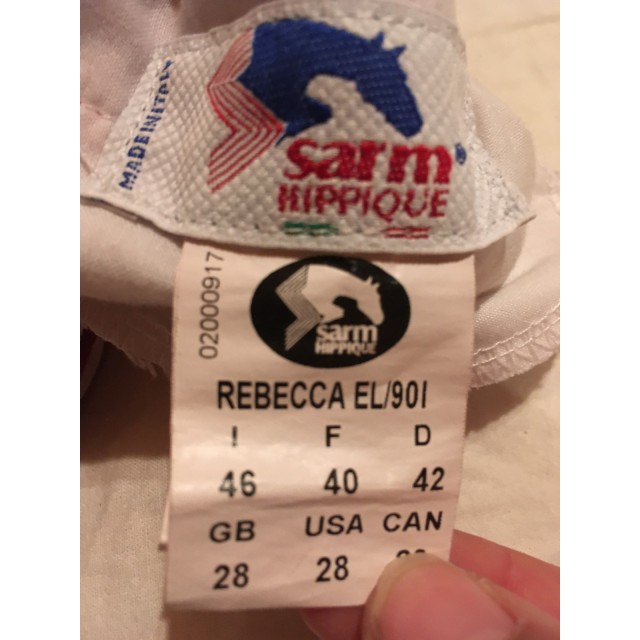 MADE IN ITALY
sarm®
HIPPIQUE
02000917
sarm
HIPPIQUE
REBECCA EL/90I
I F D
46 40 42
GB USA CAN
28 28